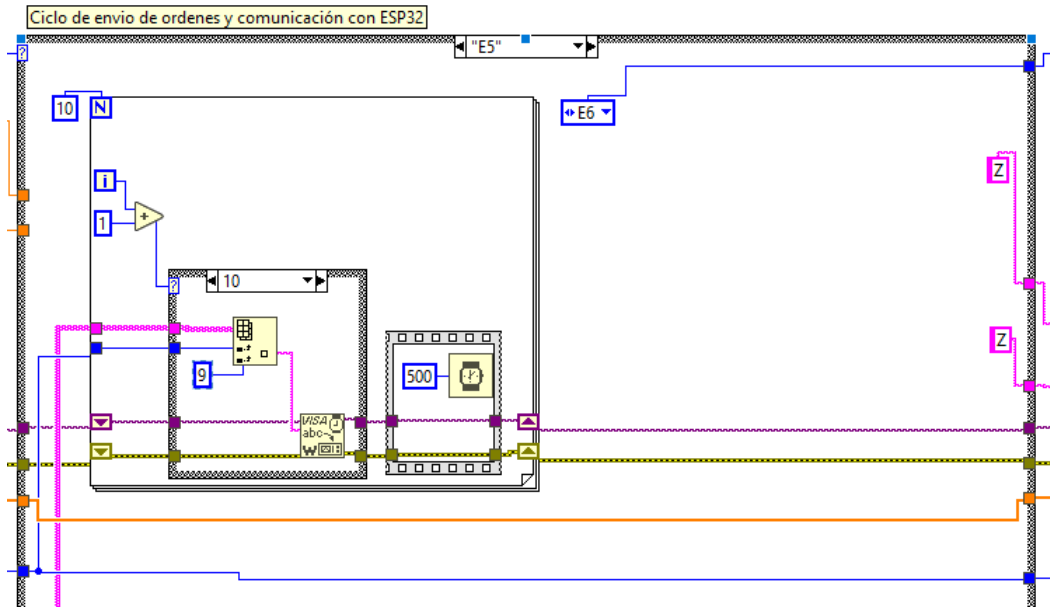 Ciclo de envio de ordenes y comunicación con ESP32
"E5"
?
10
N
E6
i
1
+
Z
?
10
9
500
VISA
abc
W
Z